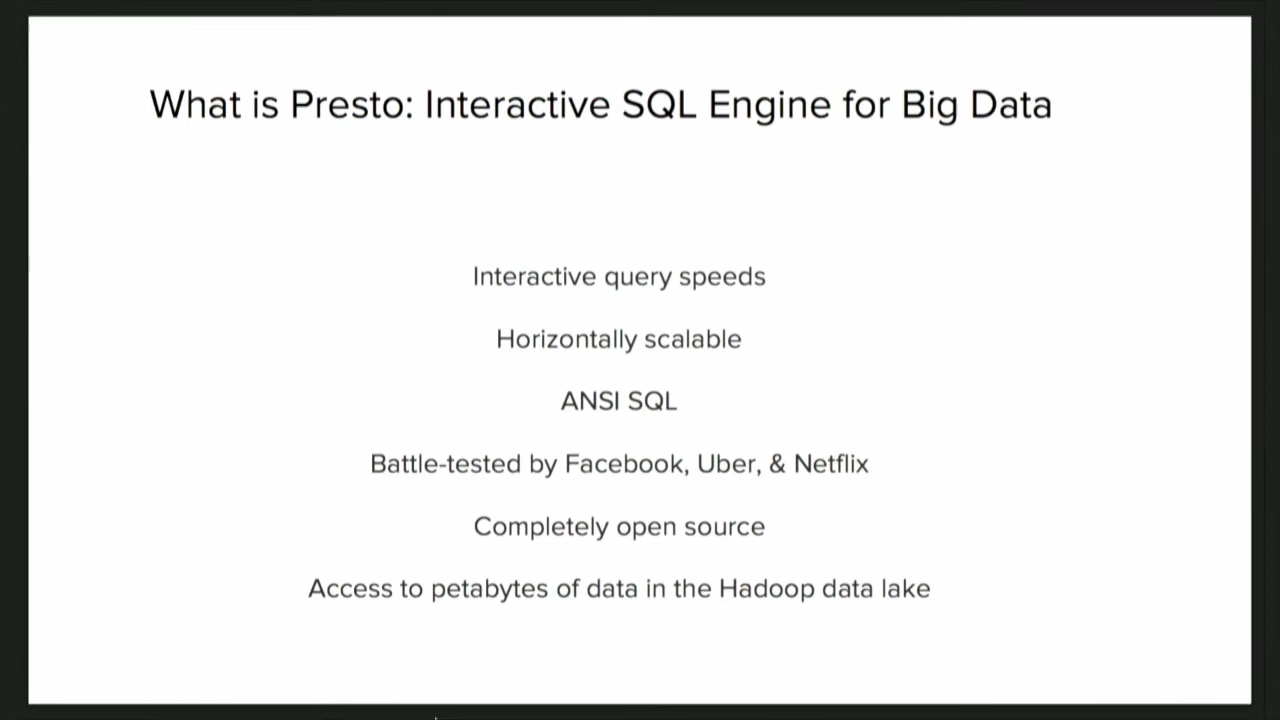 What is Presto: Interactive SQL Engine for Big Data
Interactive query speeds
Horizontally scalable
ANSI SQL
Battle-tested by Facebook, Uber, & Netflix
Completely open source
Access to petabytes of data in the Hadoop data lake